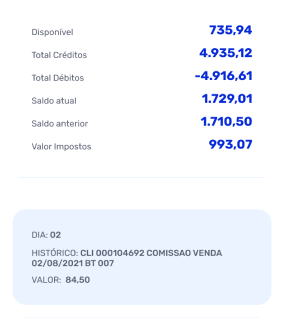 Disponível 735,94
Total Créditos 4.935,12
Total Débitos -4.916,61
Saldo atual 1.729,01
Saldo anterior 1.710,50
Valor Impostos 993,07
DIA: 02
HISTÓRICO: CLI 000104692 COMISSAO VENDA
02/08/2021 BT 007
VALOR: 84,50